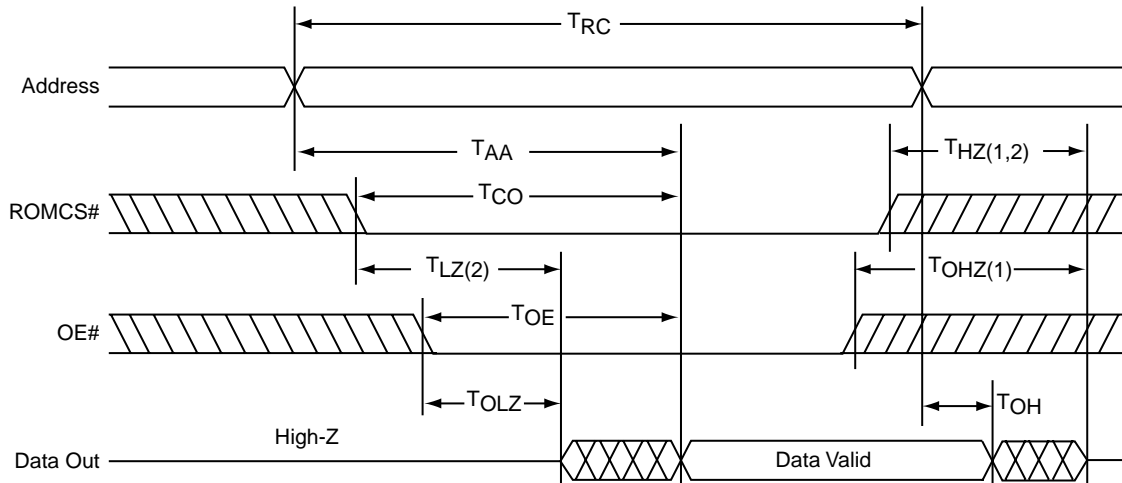 TRC
Address
TAA
THZ(1,2)
TCO
ROMCS#
TLZ(2)
TOHZ(1)
TOE
OE#
TOLZ
TOH
High-Z
Data Out
Data Valid